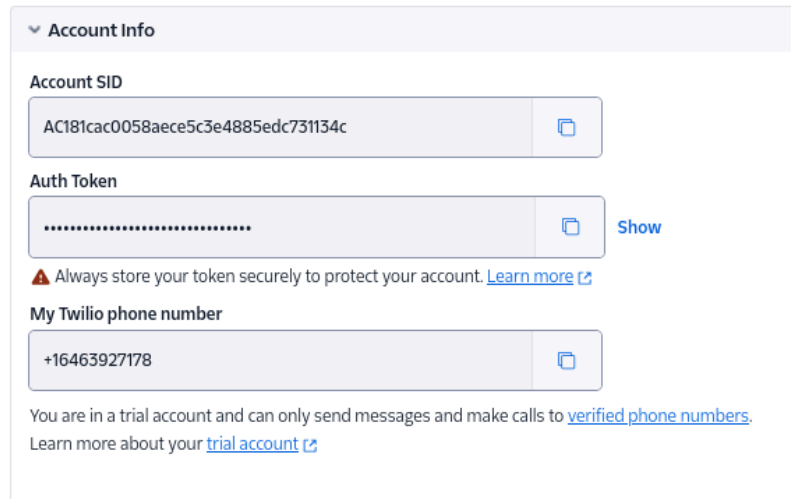 Account Info
Account SID
AC181cac0058aece5c3e4885edc731134c
Auth Token
••••••••••••••••••••••••••••••••
Show
Always store your token securely to protect your account. Learn more
My Twilio phone number
+16463927178
You are in a trial account and can only send messages and make calls to verified phone numbers.
Learn more about your trial account